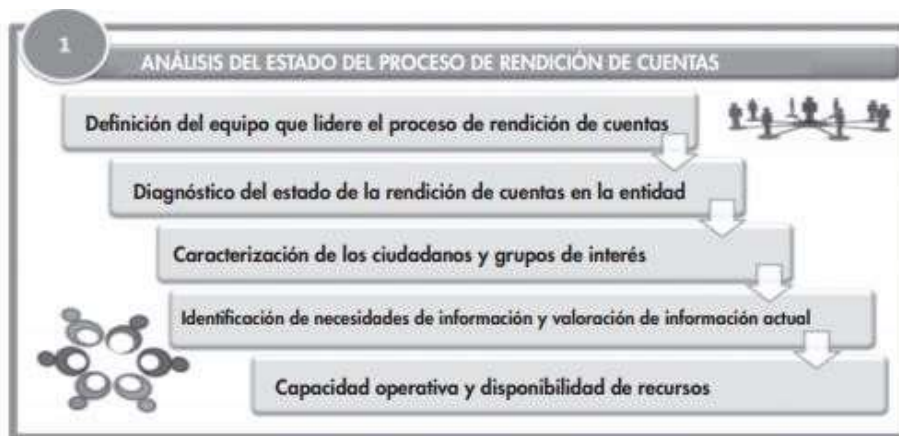 1
ANÁLISIS DEL ESTADO DEL PROCESO DE RENDICIÓN DE CUENTAS
Definición del equipo que lidere el proceso de rendición de cuentas
Diagnóstico del estado de la rendición de cuentas en la entidad
Caracterización de los ciudadanos y grupos de interés
Identificación de necesidades de información y valoración de información actual
Capacidad operativa y disponibilidad de recursos